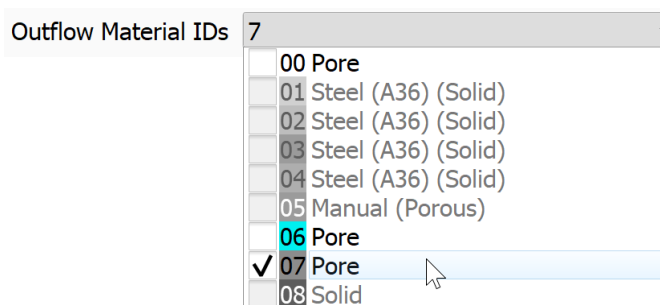 Outflow Material IDs 7
00 Pore
01 Steel (A36) (Solid)
02 Steel (A36) (Solid)
03 Steel (A36) (Solid)
04 Steel (A36) (Solid)
05 Manual (Porous)
06 Pore
07 Pore
08 Solid